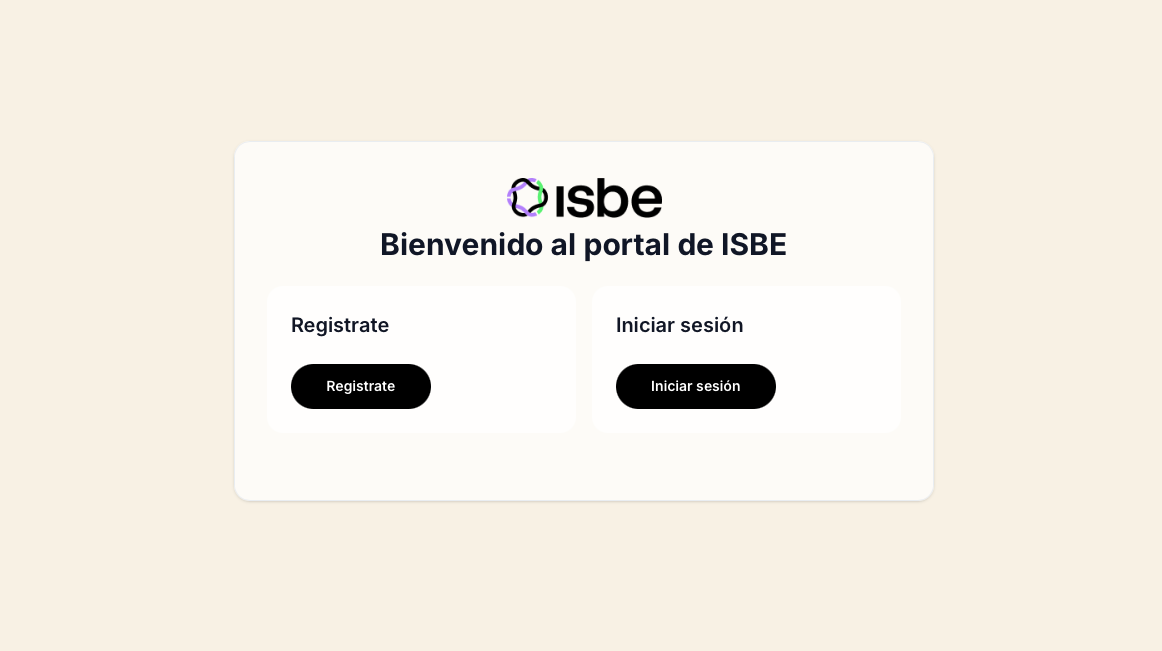 isbe
Bienvenido al portal de ISBE
Registrate
Iniciar sesión
Registrate
Iniciar sesión